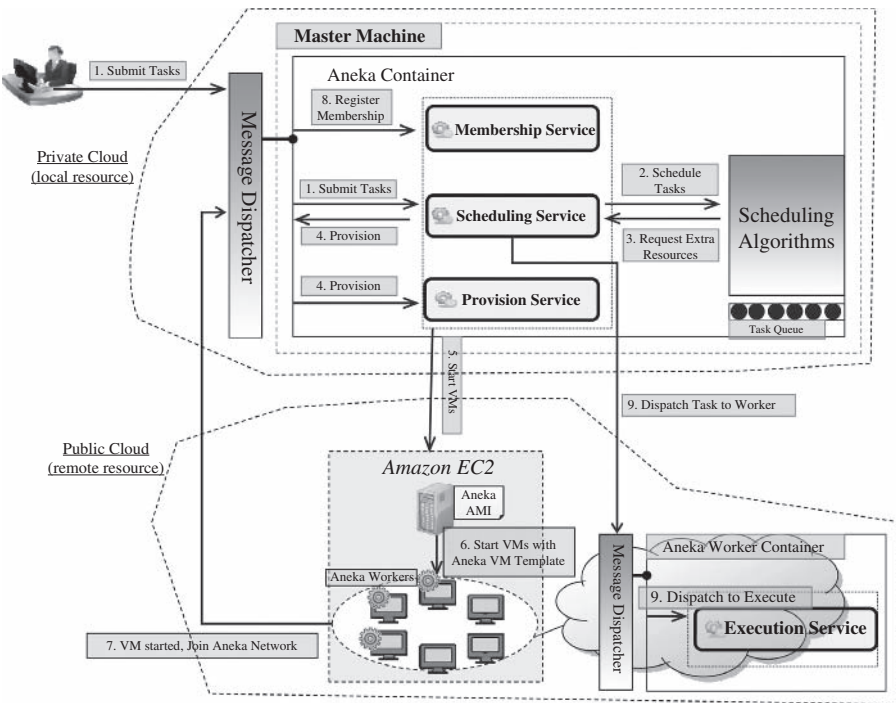 Master Machine
Aneka Container
1. Submit Tasks
8. Register
Membership
Membership Service
Message Dispatcher
Private Cloud
(local resource)
1. Submit Tasks
Scheduling Service
2. Schedule
Tasks
Scheduling
Algorithms
4. Provision
3. Request Extra
Resources
4. Provision
Provision Service
Task Queue
5. Start VMs
9. Dispatch Task to Worker
Public Cloud
(remote resource)
Amazon EC2
Aneka
AMI
6. Start VMs with
Aneka VM Template
Aneka Workers
7. VM started, Join Aneka Network
Message Dispatcher
Aneka Worker Container
9. Dispatch to Execute
Execution Service